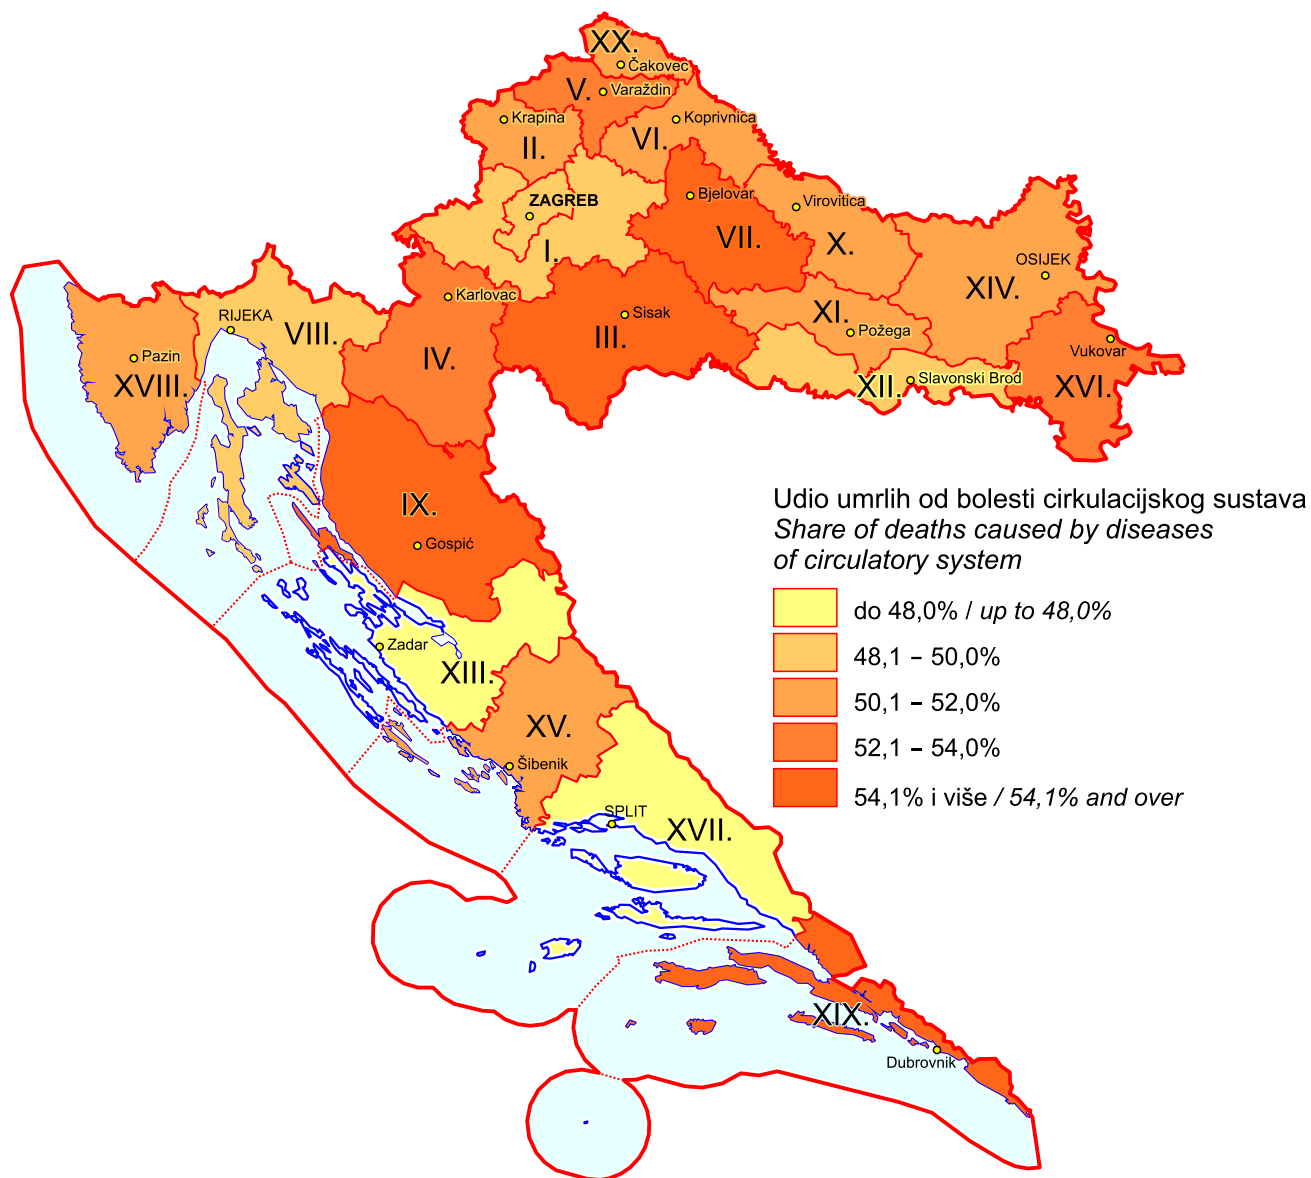 XX.
Čakovec
V.
Varaždin
Krapina
II.
VI.
Koprivnica
ZAGREB
I.
Bjelovar
VII.
Virovitica
X.
OSIJEK
XIV.
Karlovac
IV.
Sisak
III.
XI.
Požega
XII.
Slavonski Brod
Vukovar
XVI.
RIJEKA
VIII.
Pazin
XVIII.
IX.
Gospić
Zadar
XIII.
XV.
Šibenik
SPLIT
XVII.
XIX.
Dubrovnik
Udio umrlih od bolesti cirkulacijskog sustava
Share of deaths caused by diseases
of circulatory system
do 48,0% / up to 48,0%
48,1 – 50,0%
50,1 – 52,0%
52,1 – 54,0%
54,1% i više / 54,1% and over